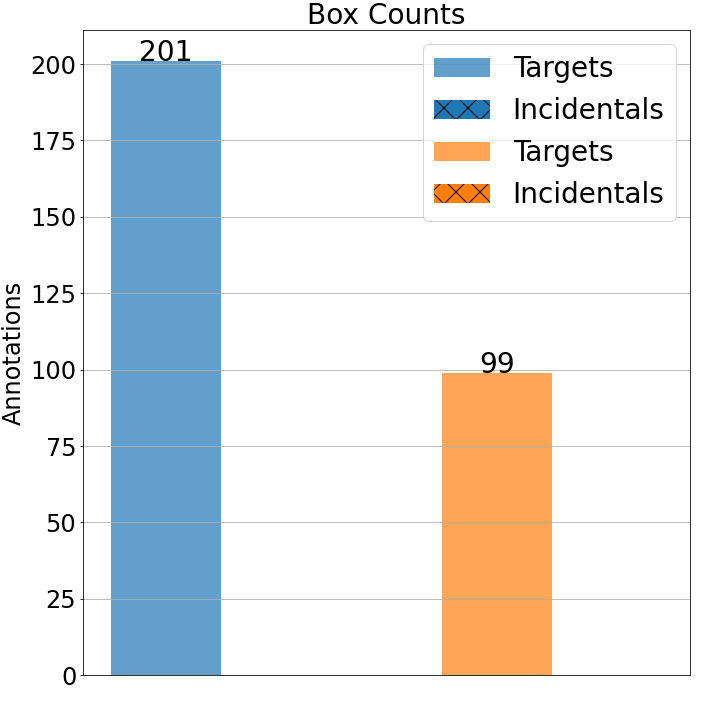 Box Counts
201
200
Targets
Incidentals
175
Targets
150
Incidentals
125
Annotations
99
100
75
50
25
0